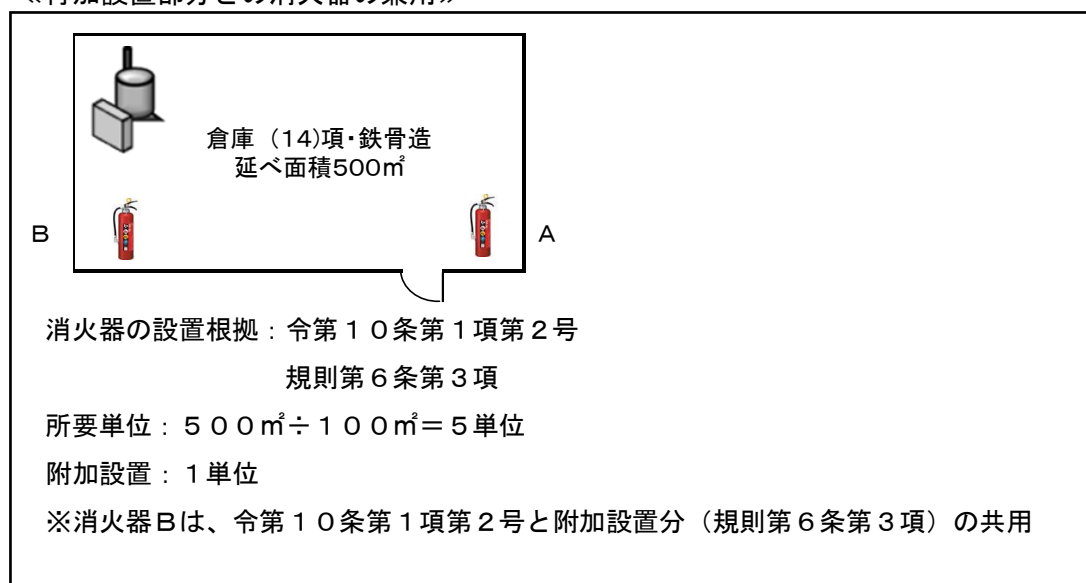 ≪附加設置部分との消火器の兼用≫
倉庫（14)項・鉄骨造
延べ面積500㎡
B
A
消火器の設置根拠：令第１０条第１項第２号
規則第６条第３項
所要単位：５００㎡÷１００㎡＝５単位
附加設置：１単位
※消火器Ｂは、令第１０条第１項第２号と附加設置分（規則第６条第３項）の共用